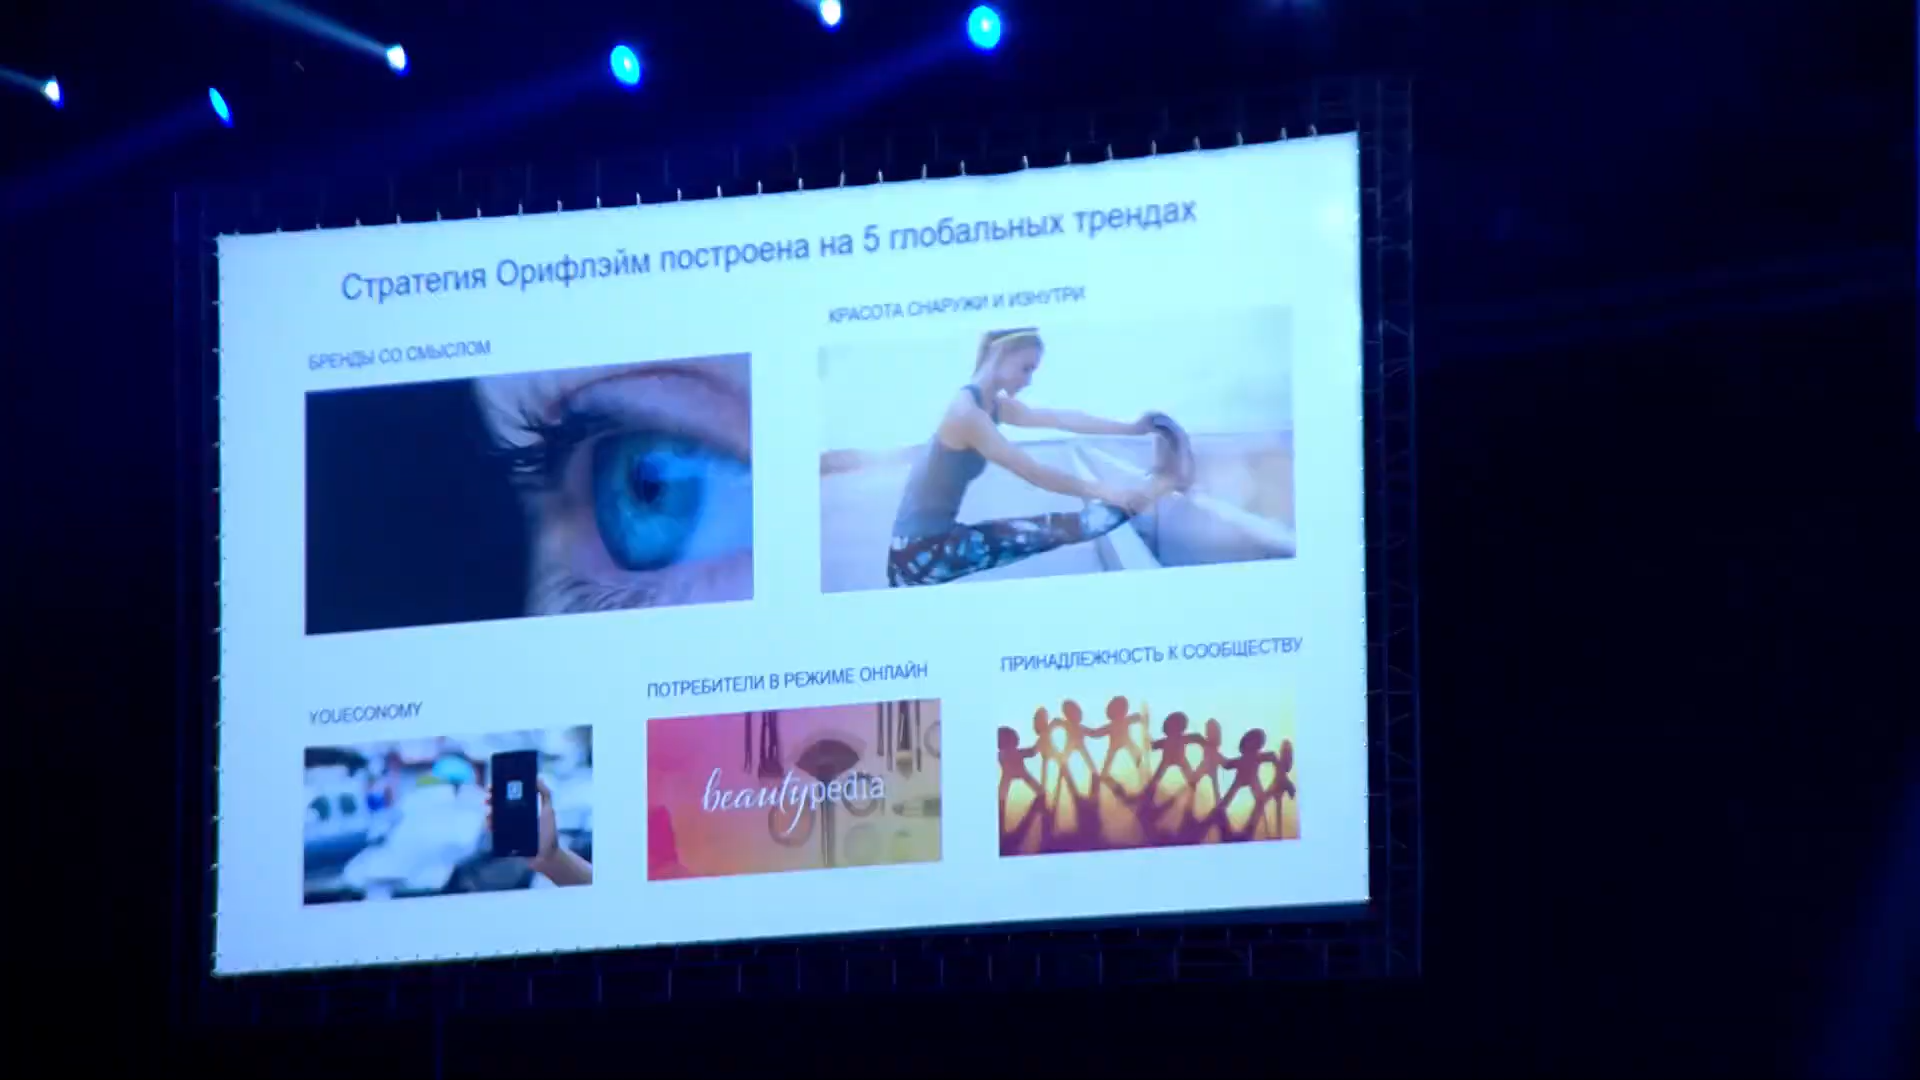 Стратегия Орифлэйм построена на 5 глобальных трендах
БРЕНДЫ СО СМЫСЛОМ
КРАСОТА СНАРУЖИ И ИЗНУТРИ
YOUECONOMY
ПОТРЕБИТЕЛИ В РЕЖИМЕ ОНЛАЙН
ПРИНАДЛЕЖНОСТЬ К СООБЩЕСТВУ
beautypedia